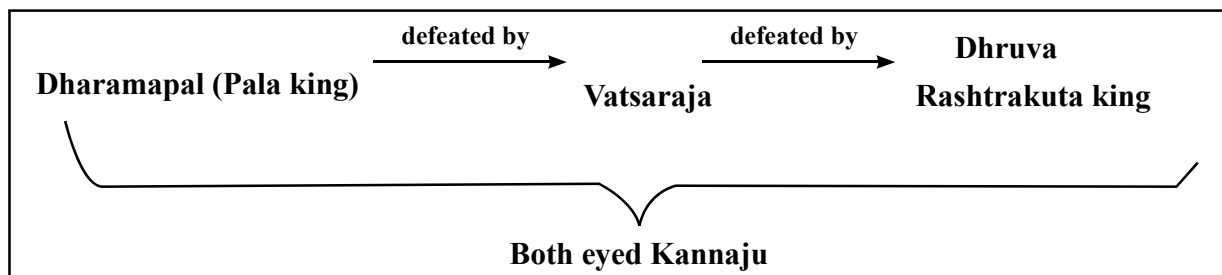 defeated by
defeated by
Dharamapal (Pala king)
Vatsaraja
Dhruva
Rashtrakuta king
Both eyed Kannaju